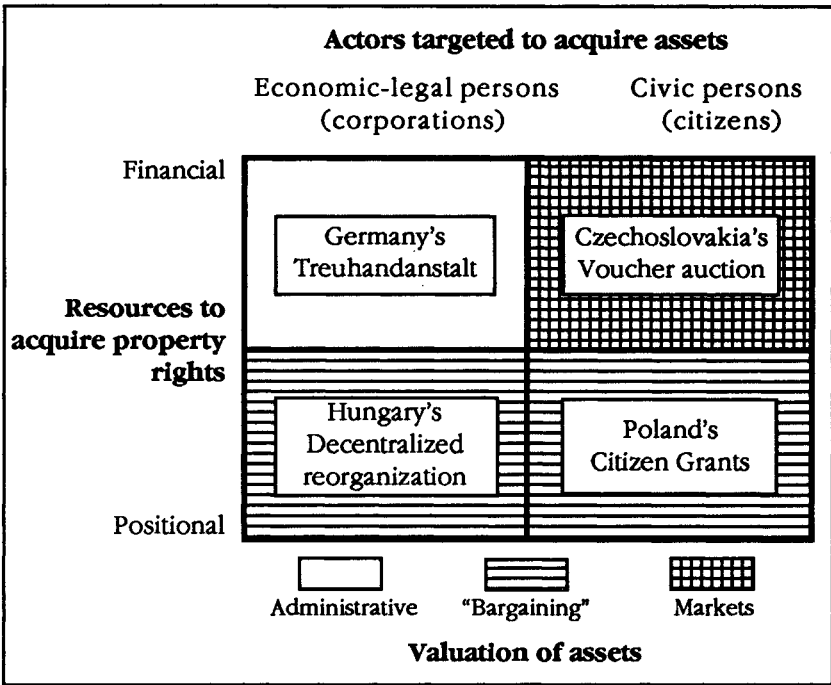 Actors targeted to acquire assets
Economic-legal persons
(corporations)
Civic persons
(citizens)
Financial
Germany's
Treuhandanstalt
Czechoslovakia's
Voucher auction
Resources to
acquire property
rights
Hungary's
Decentralized
reorganization
Poland's
Citizen Grants
Positional
Administrative
"Bargaining"
Markets
Valuation of assets